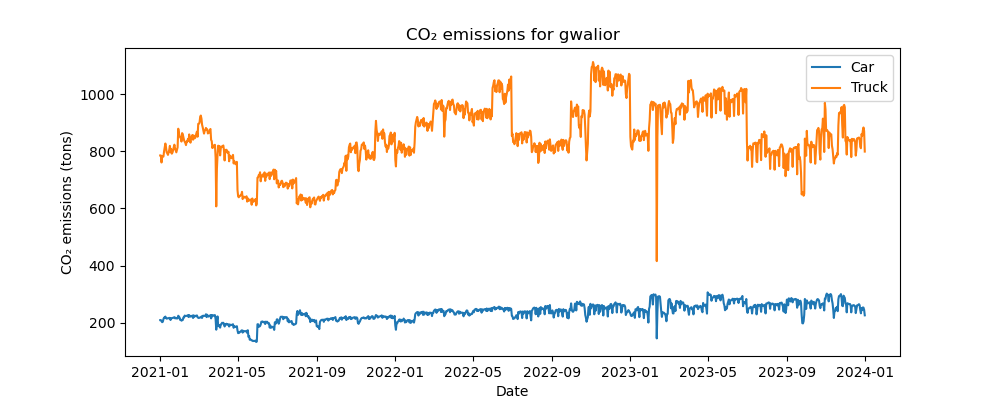 CO₂ emissions for gwalior
Car
Truck
CO₂ emissions (tons)
1000
800
600
400
200
2021-01 2021-05 2021-09 2022-01 2022-05 2022-09 2023-01 2023-05 2023-09 2024-01
Date